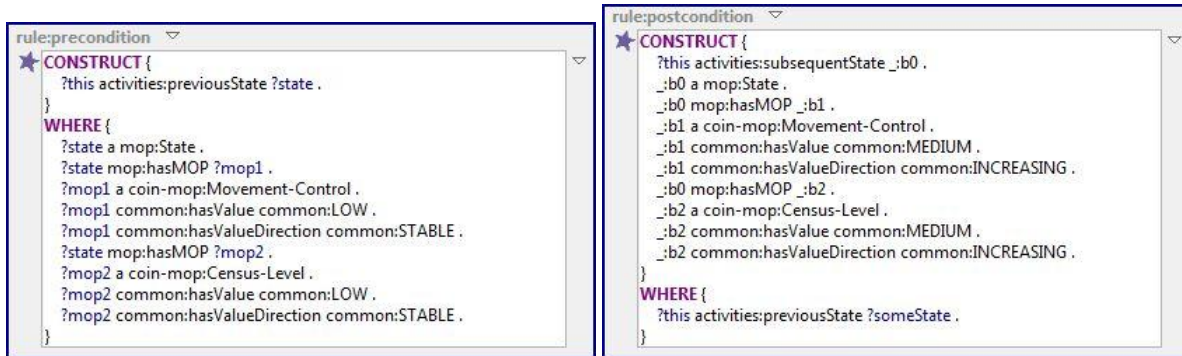 rule:precondition
CONSTRUCT {
?this activities:previousState ?state .
}
WHERE {
?state a mop:State .
?state mop:hasMOP ?mop1 .
?mop1 a coin-mop:Movement-Control .
?mop1 common:hasValue common:LOW .
?mop1 common:hasValueDirection common:STABLE .
?state mop:hasMOP ?mop2 .
?mop2 a coin-mop:Census-Level .
?mop2 common:hasValue common:LOW .
?mop2 common:hasValueDirection common:STABLE .
}
rule:postcondition
CONSTRUCT {
?this activities:subsequentState _:b0 .
_:b0 a mop:State .
_:b0 mop:hasMOP _:b1 .
_:b1 a coin-mop:Movement-Control .
_:b1 common:hasValue common:MEDIUM .
_:b1 common:hasValueDirection common:INCREASING .
_:b0 mop:hasMOP _:b2 .
_:b2 a coin-mop:Census-Level .
_:b2 common:hasValue common:MEDIUM .
_:b2 common:hasValueDirection common:INCREASING .
}
WHERE {
?this activities:previousState ?someState .
}